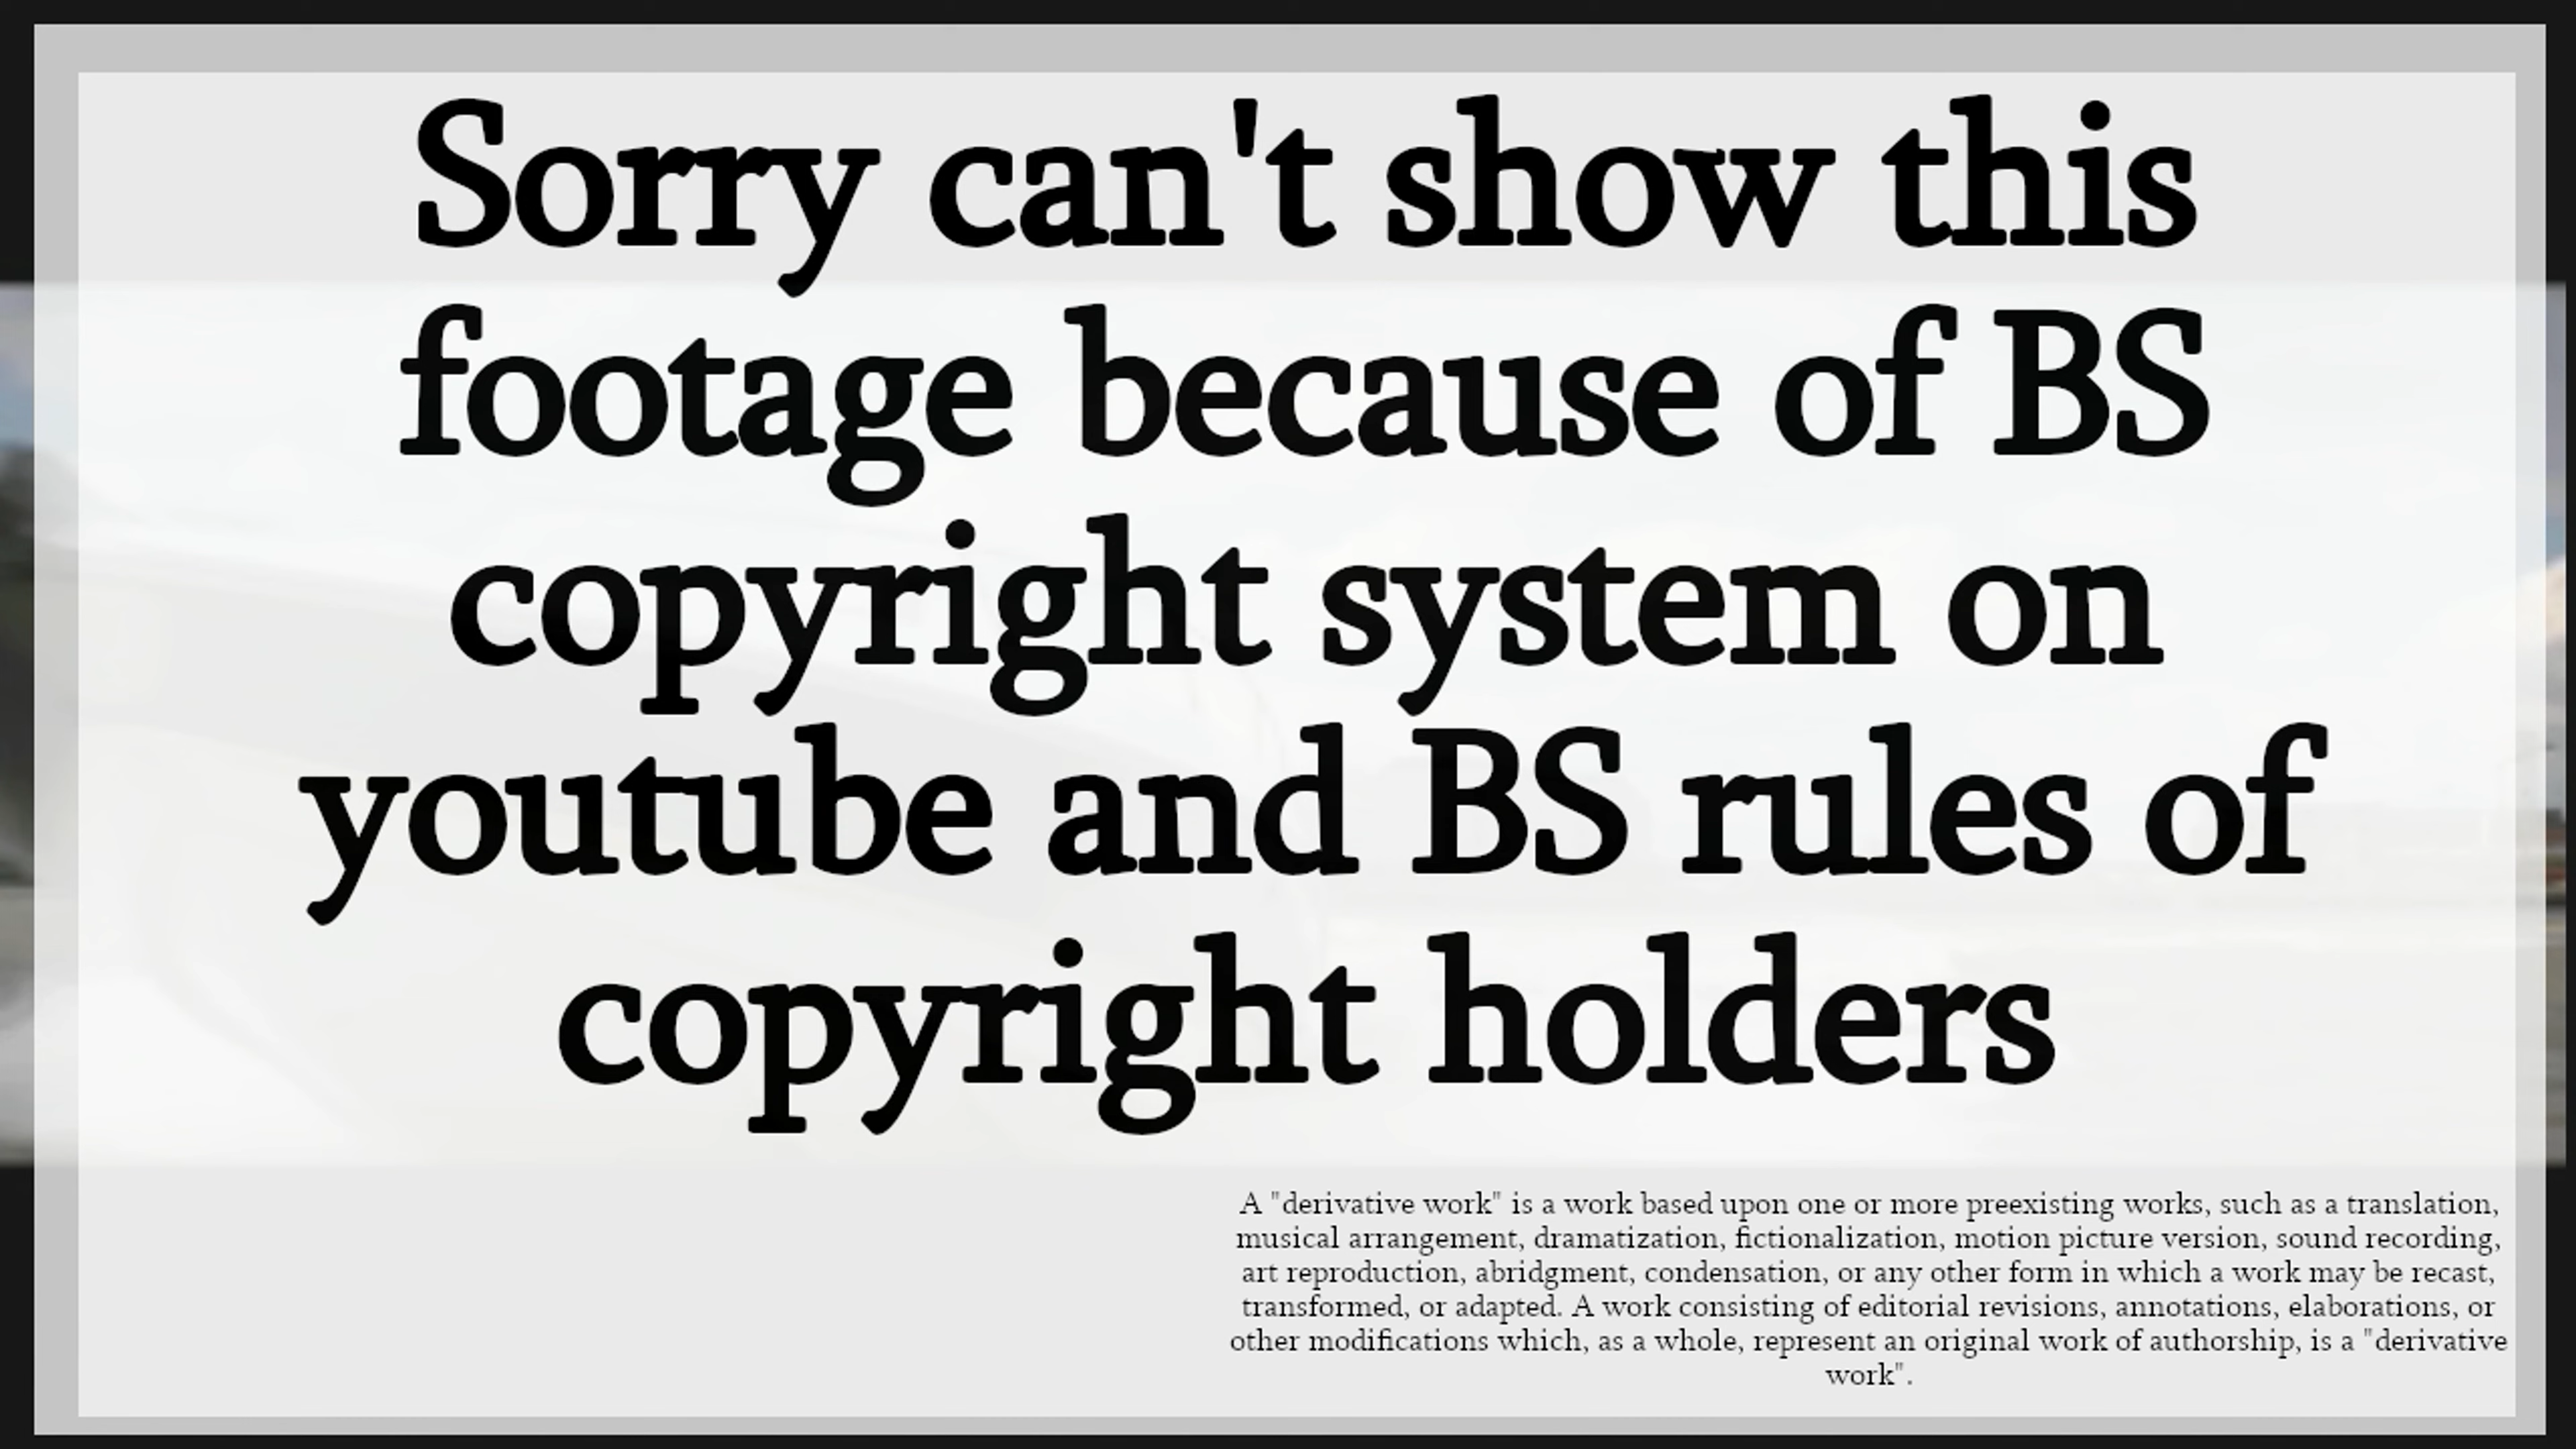 Sorry can't show this
footage because of BS
copyright system on
youtube and BS rules of
copyright holders
A "derivative work" is a work based upon one or more preexisting works, such as a translation,
musical arrangement, dramatization, fictionalization, motion picture version, sound recording,
art reproduction, abridgment, condensation, or any other form in which a work may be recast,
transformed, or adapted. A work consisting of editorial revisions, annotations, elaborations, or
other modifications which, as a whole, represent an original work of authorship, is a "derivative
work".